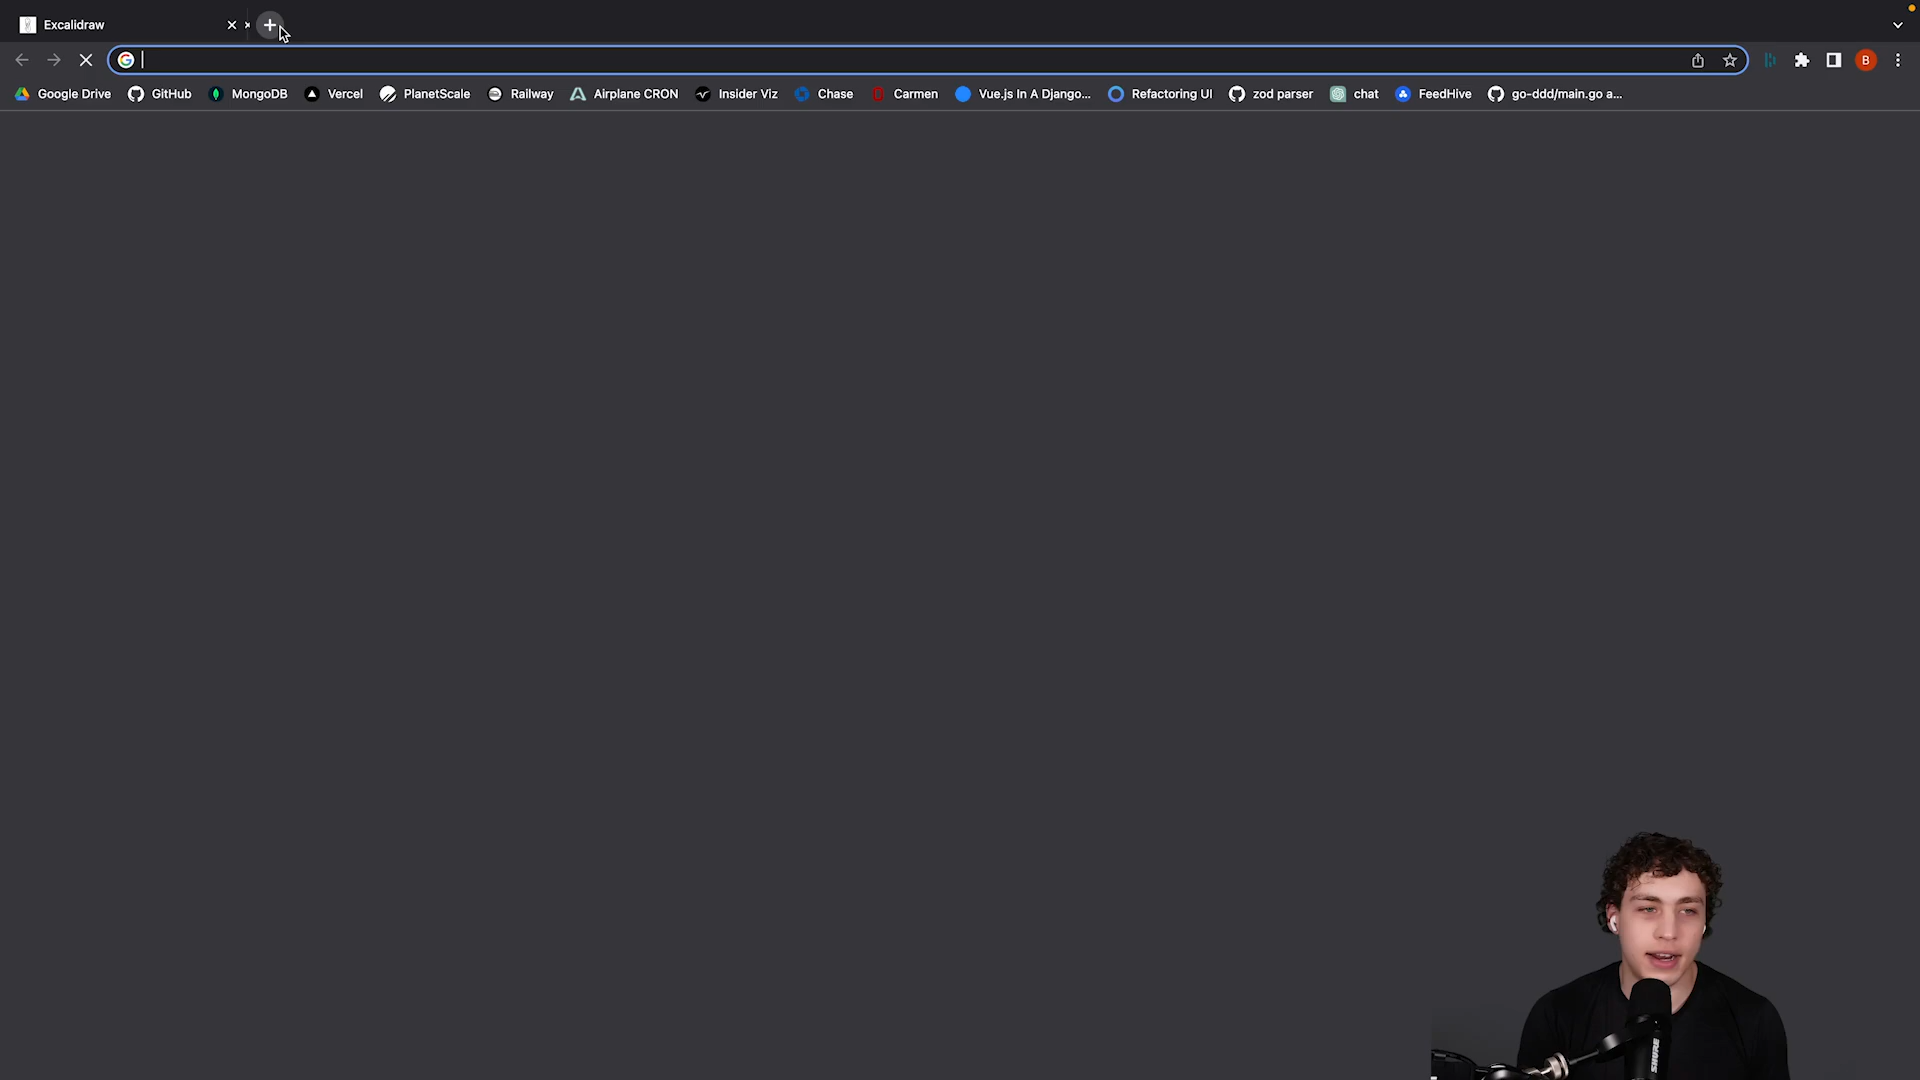 Excalidraw
Google Drive GitHub MongoDB Vercel PlanetScale Railway Airplane CRON Insider Viz Chase Carmen Vue.js In A Django... Refactoring UI zod parser chat FeedHive go-ddd/main.go a...
B
SHURE